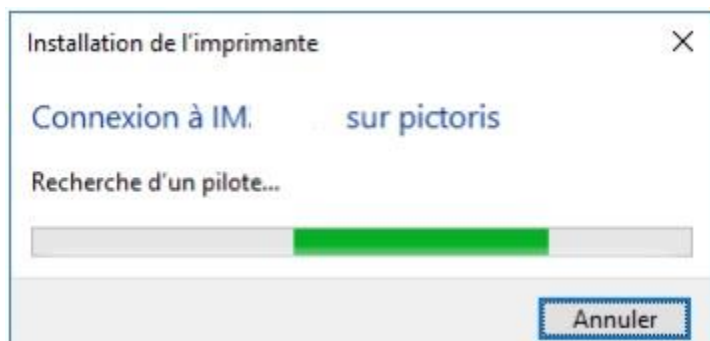 Installation de l'imprimante
Connexion à IM. sur pictoris
Recherche d'un pilote...
Annuler